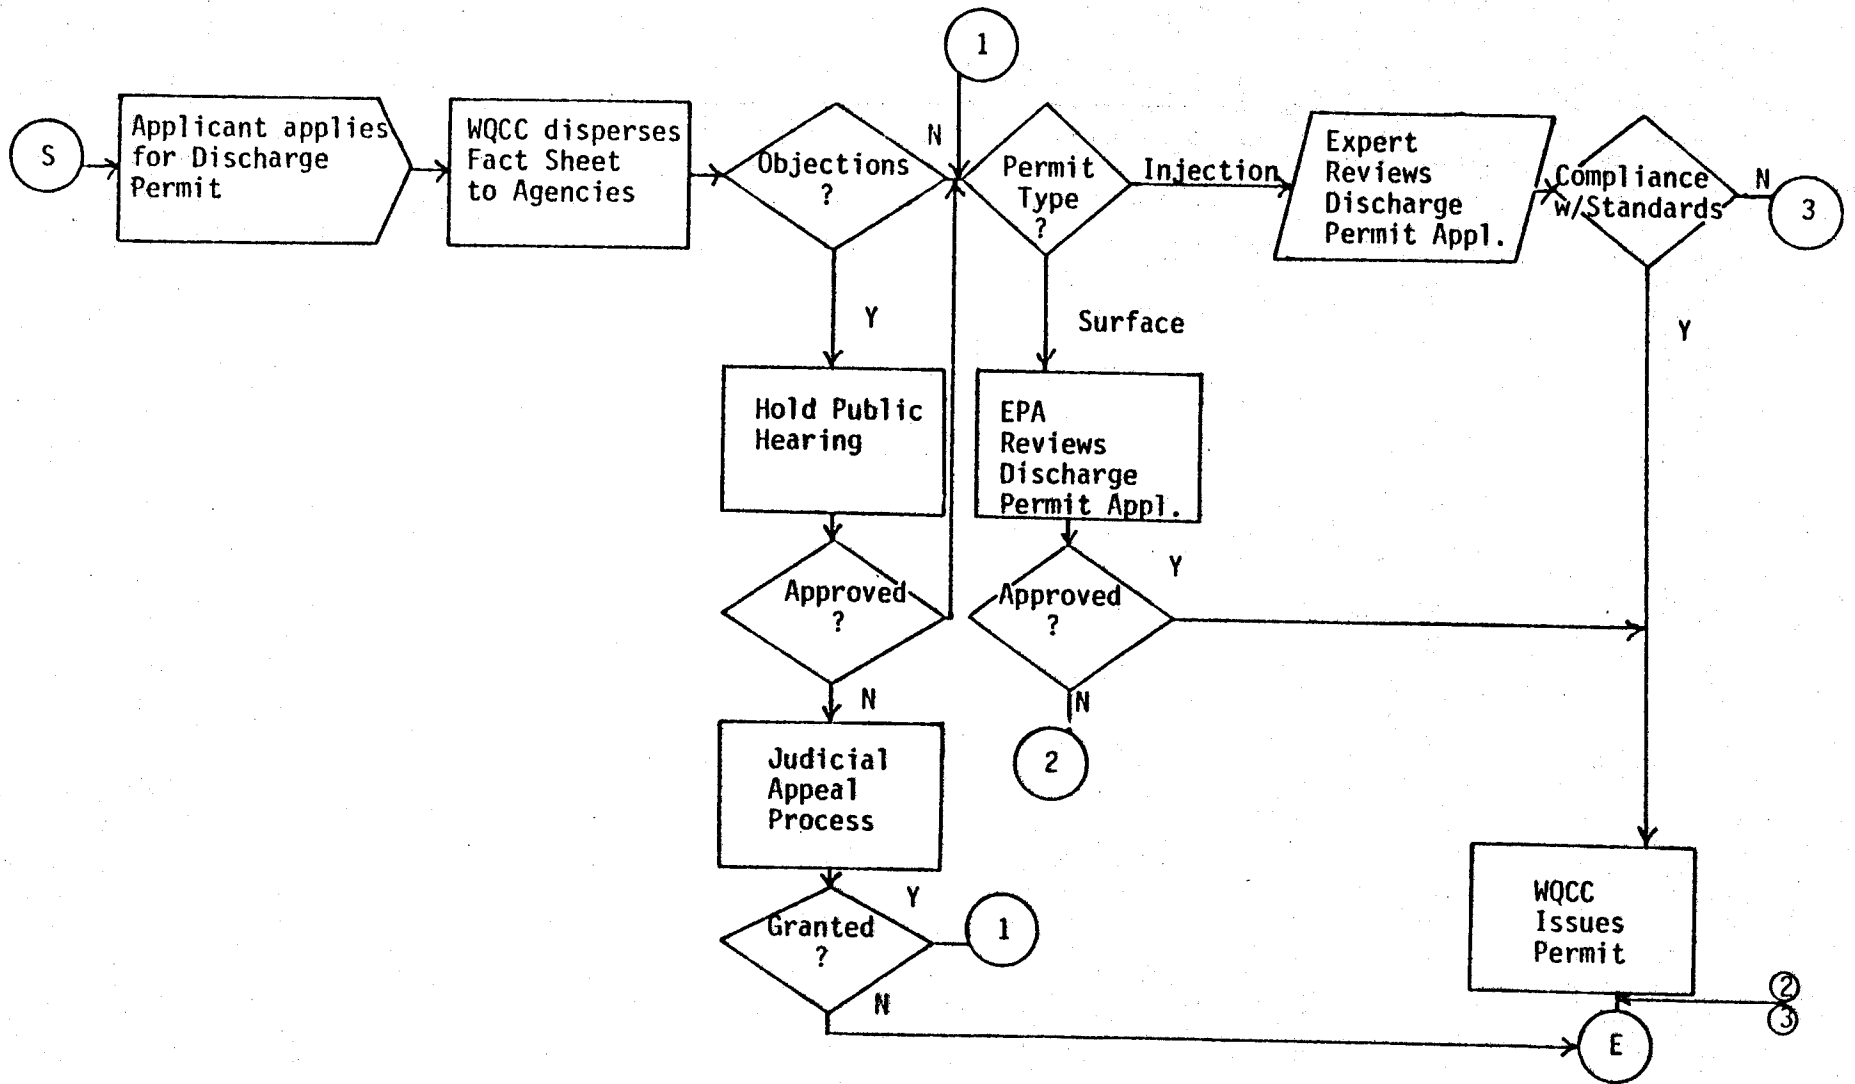 1
S
Applicant applies
for Discharge
Permit
WQCC disperses
Fact Sheet
to Agencies
Objections
?
N
Permit
Type
?
Injection
Expert
Reviews
Discharge
Permit Appl.
Compliance
w/Standards
N
3
Y
Surface
Y
Hold Public
Hearing
EPA
Reviews
Discharge
Permit Appl.
Approved
?
Approved
?
Y
N
N
2
Judicial
Appeal
Process
Granted
?
Y
1
N
WQCC
Issues
Permit
2
3
E